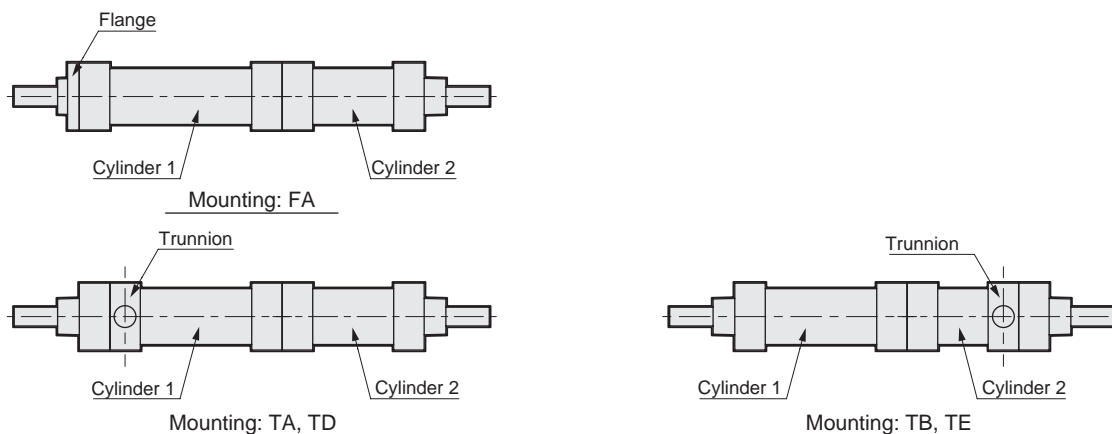 Flange
Cylinder 1
Cylinder 2
Mounting: FA
Trunnion
Cylinder 1
Cylinder 2
Mounting: TA, TD
Trunnion
Cylinder 1
Cylinder 2
Mounting: TB, TE